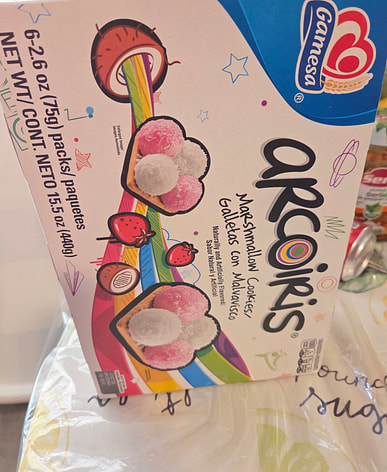 Gamesa®
arcoiris®
Marshmallow Cookies/
Galletas con Malvavisco
Naturally and Artificially Flavored/
Sabor Natural y Artificial
6-2.6 oz (75g) packs/paquetes
NET WT/CONT. NETO 15.5 oz (440g)
sug